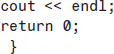 cout << endl;
return 0;
}